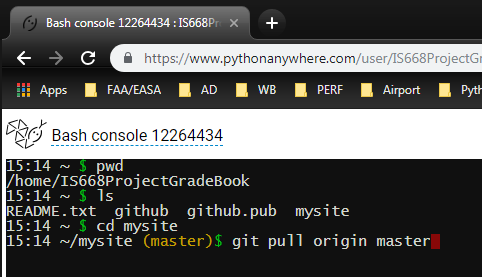 Bash console 12264434 : IS668P
https://www.pythonanywhere.com/user/IS668ProjectGr
Apps FAA/EASA AD WB PERF Airport Pyth
Bash console 12264434
15:14 ~ $ pwd
/home/IS668ProjectGradeBook
15:14 ~ $ ls
README.txt github github.pub mysite
15:14 ~ $ cd mysite
15:14 ~/mysite (master)$ git pull origin master